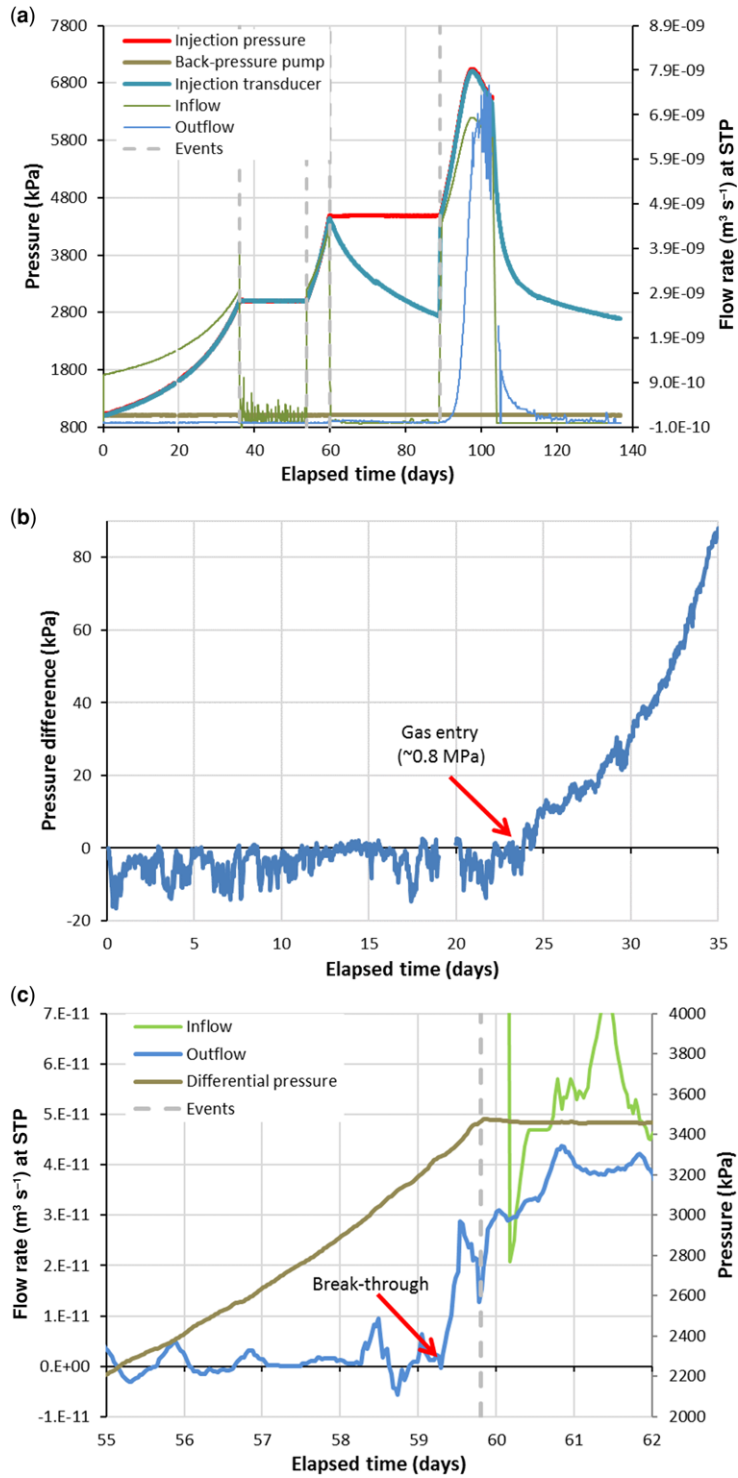 (a)
7800
6800
5800
4800
3800
2800
1800
800
Pressure (kPa)
Injection pressure
Back-pressure pump
Injection transducer
Inflow
Outflow
Events
8.9E-09
7.9E-09
6.9E-09
5.9E-09
4.9E-09
3.9E-09
2.9E-09
1.9E-09
9.0E-10
-1.0E-10
Flow rate (m³ s⁻¹) at STP
0 20 40 60 80 100 120 140
Elapsed time (days)
(b)
80
60
40
20
0
-20
Pressure difference (kPa)
Gas entry
(~0.8 MPa)
0 5 10 15 20 25 30 35
Elapsed time (days)
(c)
7.E-11
6.E-11
5.E-11
4.E-11
3.E-11
2.E-11
1.E-11
0.E+00
-1.E-11
Flow rate (m³ s⁻¹) at STP
Inflow
Outflow
Differential pressure
Events
Break-through
4000
3800
3600
3400
3200
3000
2800
2600
2400
2200
2000
Pressure (kPa)
55 56 57 58 59 60 61 62
Elapsed time (days)